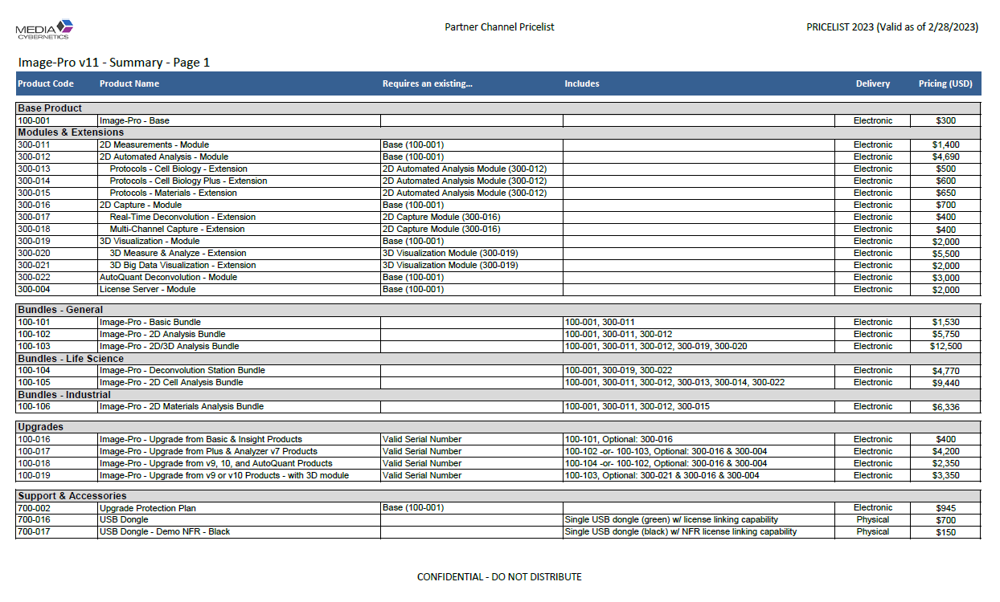 MEDIA CYBERNETICS
Partner Channel Pricelist
PRICELIST 2023 (Valid as of 2/28/2023)
Image-Pro v11 - Summary - Page 1
Product Code Product Name Requires an existing... Includes Delivery Pricing (USD)
Base Product
100-001 Image-Pro - Base Electronic $300
Modules & Extensions
300-011 2D Measurements - Module Base (100-001) Electronic $1,400
300-012 2D Automated Analysis - Module Base (100-001) Electronic $4,690
300-013 Protocols - Cell Biology - Extension 2D Automated Analysis Module (300-012) Electronic $500
300-014 Protocols - Cell Biology Plus - Extension 2D Automated Analysis Module (300-012) Electronic $600
300-015 Protocols - Materials - Extension 2D Automated Analysis Module (300-012) Electronic $650
300-016 2D Capture - Module Base (100-001) Electronic $700
300-017 Real-Time Deconvolution - Extension 2D Capture Module (300-016) Electronic $400
300-018 Multi-Channel Capture - Extension 2D Capture Module (300-016) Electronic $400
300-019 3D Visualization - Module Base (100-001) Electronic $2,000
300-020 3D Measure & Analyze - Extension 3D Visualization Module (300-019) Electronic $5,500
300-021 3D Big Data Visualization - Extension 3D Visualization Module (300-019) Electronic $2,000
300-022 AutoQuant Deconvolution - Module Base (100-001) Electronic $3,000
300-004 License Server - Module Base (100-001) Electronic $2,000
Bundles - General
100-101 Image-Pro - Basic Bundle 100-001, 300-011 Electronic $1,530
100-102 Image-Pro - 2D Analysis Bundle 100-001, 300-011, 300-012 Electronic $5,750
100-103 Image-Pro - 2D/3D Analysis Bundle 100-001, 300-011, 300-012, 300-019, 300-020 Electronic $12,500
Bundles - Life Science
100-104 Image-Pro - Deconvolution Station Bundle 100-001, 300-019, 300-022 Electronic $4,770
100-105 Image-Pro - 2D Cell Analysis Bundle 100-001, 300-011, 300-012, 300-013, 300-014, 300-022 Electronic $9,440
Bundles - Industrial
100-106 Image-Pro - 2D Materials Analysis Bundle 100-001, 300-011, 300-012, 300-015 Electronic $6,336
Upgrades
100-016 Image-Pro - Upgrade from Basic & Insight Products Valid Serial Number 100-101, Optional: 300-016 Electronic $400
100-017 Image-Pro - Upgrade from Plus & Analyzer v7 Products Valid Serial Number 100-102 -or- 100-103, Optional: 300-016 & 300-004 Electronic $4,200
100-018 Image-Pro - Upgrade from v9, 10, and AutoQuant Products Valid Serial Number 100-104 -or- 100-102, Optional: 300-016 & 300-004 Electronic $2,350
100-019 Image-Pro - Upgrade from v9 or v10 Products - with 3D module Valid Serial Number 100-103, Optional: 300-021 & 300-016 & 300-004 Electronic $3,350
Support & Accessories
700-002 Upgrade Protection Plan Base (100-001) Electronic $945
700-016 USB Dongle Single USB dongle (green) w/ license linking capability Physical $700
700-017 USB Dongle - Demo NFR - Black Single USB dongle (black) w/ NFR license linking capability Physical $150
CONFIDENTIAL - DO NOT DISTRIBUTE